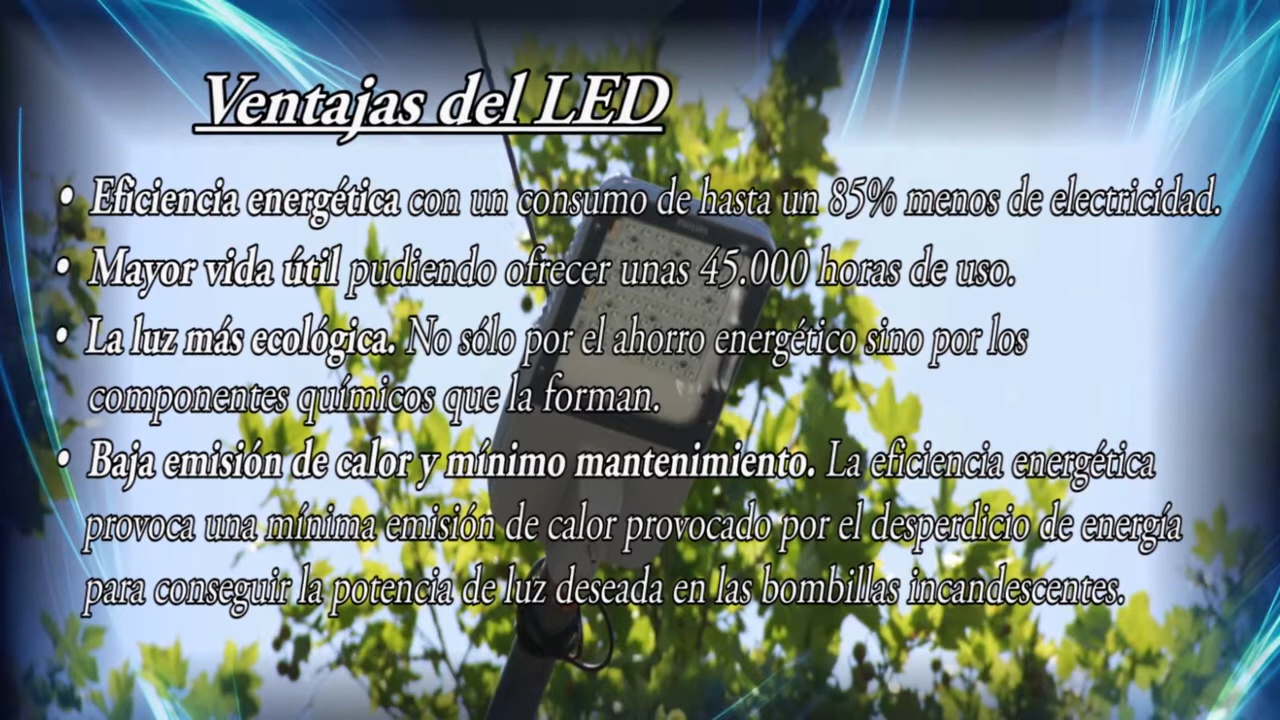 Ventajas del LED
• Eficiencia energética con un consumo de hasta un 85% menos de electricidad.
• Mayor vida útil pudiendo ofrecer unas 45.000 horas de uso.
• La luz más ecológica. No sólo por el ahorro energético sino por los
componentes químicos que la forman.
• Baja emisión de calor y mínimo mantenimiento. La eficiencia energética
provoca una mínima emisión de calor provocado por el desperdicio de energía
para conseguir la potencia de luz deseada en las bombillas incandescentes.